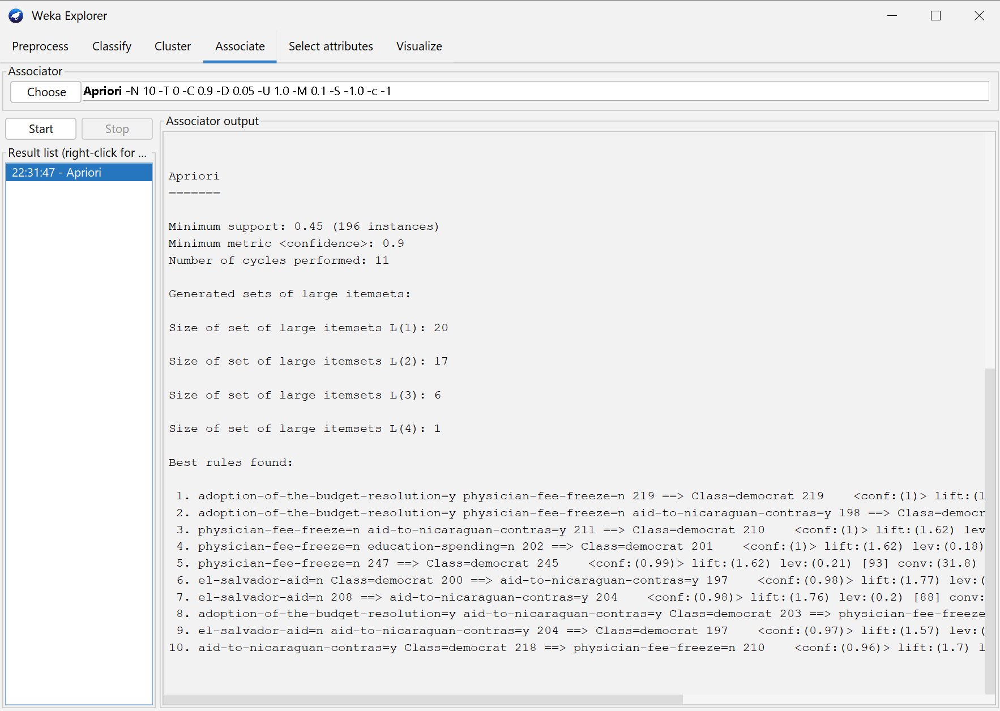 Weka Explorer
Preprocess Classify Cluster Associate Select attributes Visualize
Associator
Choose Apriori -N 10 -T 0 -C 0.9 -D 0.05 -U 1.0 -M 0.1 -S -1.0 -c -1
Start Stop
Associator output
Result list (right-click for ...
22:31:47 - Apriori
Apriori
=======
Minimum support: 0.45 (196 instances)
Minimum metric <confidence>: 0.9
Number of cycles performed: 11
Generated sets of large itemsets:
Size of set of large itemsets L(1): 20
Size of set of large itemsets L(2): 17
Size of set of large itemsets L(3): 6
Size of set of large itemsets L(4): 1
Best rules found:
1. adoption-of-the-budget-resolution=y physician-fee-freeze=n 219 ==> Class=democrat 219 <conf:(1)> lift:(1
2. adoption-of-the-budget-resolution=y physician-fee-freeze=n aid-to-nicaraguan-contras=y 198 ==> Class=democr
3. physician-fee-freeze=n aid-to-nicaraguan-contras=y 211 ==> Class=democrat 210 <conf:(1)> lift:(1.62) lev
4. physician-fee-freeze=n education-spending=n 202 ==> Class=democrat 201 <conf:(1)> lift:(1.62) lev:(0.18)
5. physician-fee-freeze=n 247 ==> Class=democrat 245 <conf:(0.99)> lift:(1.62) lev:(0.21) [93] conv:(31.8)
6. el-salvador-aid=n Class=democrat 200 ==> aid-to-nicaraguan-contras=y 197 <conf:(0.98)> lift:(1.77) lev:(
7. el-salvador-aid=n 208 ==> aid-to-nicaraguan-contras=y 204 <conf:(0.98)> lift:(1.76) lev:(0.2) [88] conv:
8. adoption-of-the-budget-resolution=y aid-to-nicaraguan-contras=y Class=democrat 203 ==> physician-fee-freeze
9. el-salvador-aid=n aid-to-nicaraguan-contras=y 204 ==> Class=democrat 197 <conf:(0.97)> lift:(1.57) lev:(
10. aid-to-nicaraguan-contras=y Class=democrat 218 ==> physician-fee-freeze=n 210 <conf:(0.96)> lift:(1.7) l